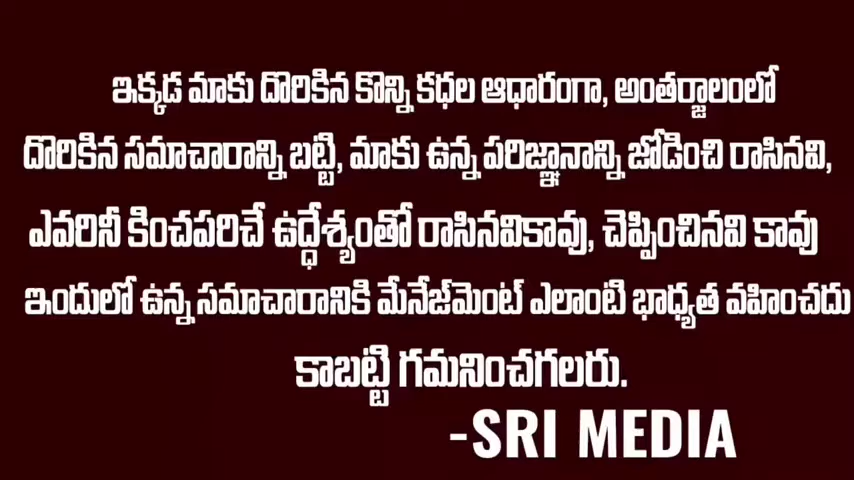 ఇక్కడ మాకు దొరికిన కొన్ని కధల ఆధారంగా, అంతర్జాలంలో
దొరికిన సమాచారాన్ని బట్టి, మాకు ఉన్న పరిజ్ఞానాన్ని జోడించి రాసినవి,
ఎవరినీ కించపరిచే ఉద్ధేశ్యంతో రాసినవికావు, చెప్పించినవి కావు
ఇందులో ఉన్న సమాచారానికి మేనేజ్‌మెంట్ ఎలాంటి భాధ్యత వహించదు
కాబట్టి గమనించగలరు.
-SRI MEDIA